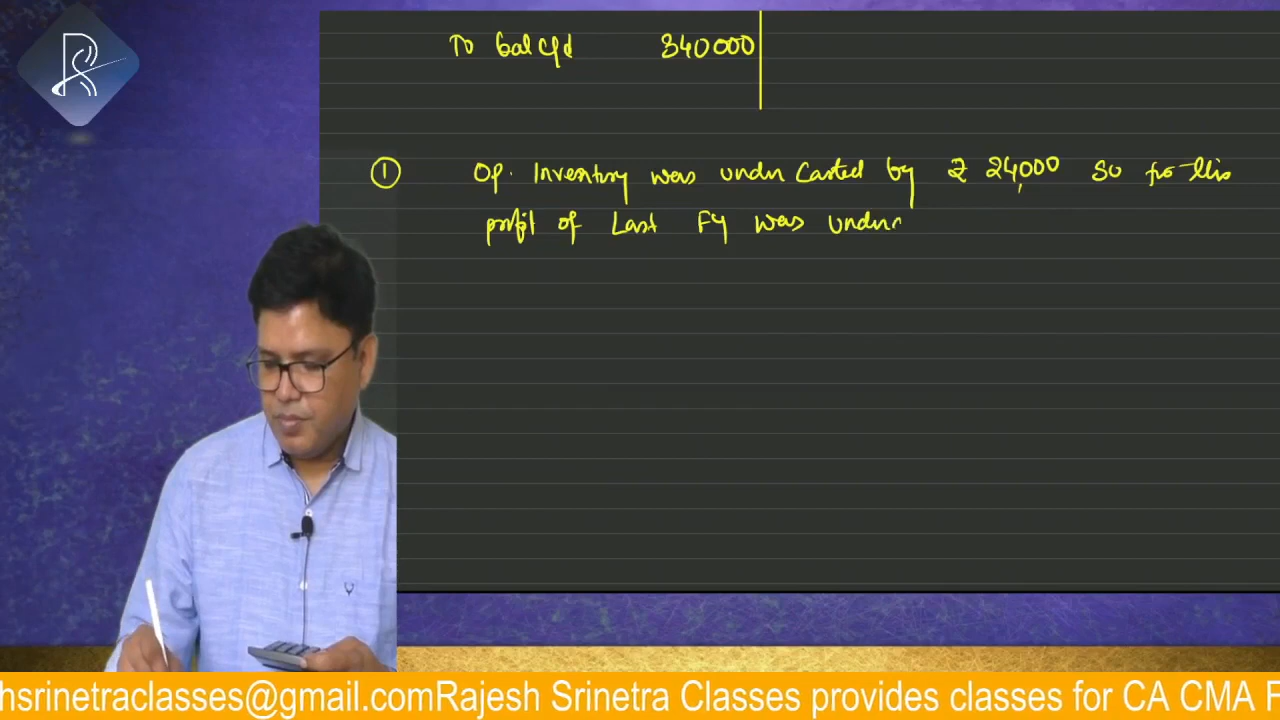 RS
To bal c/d 340000
① Op. Inventory was under Casted by ₹ 24,000 so for this
profit of Last FY was under
hsrinetraclasses@gmail.comRajesh Srinetra Classes provides classes for CA CMA F